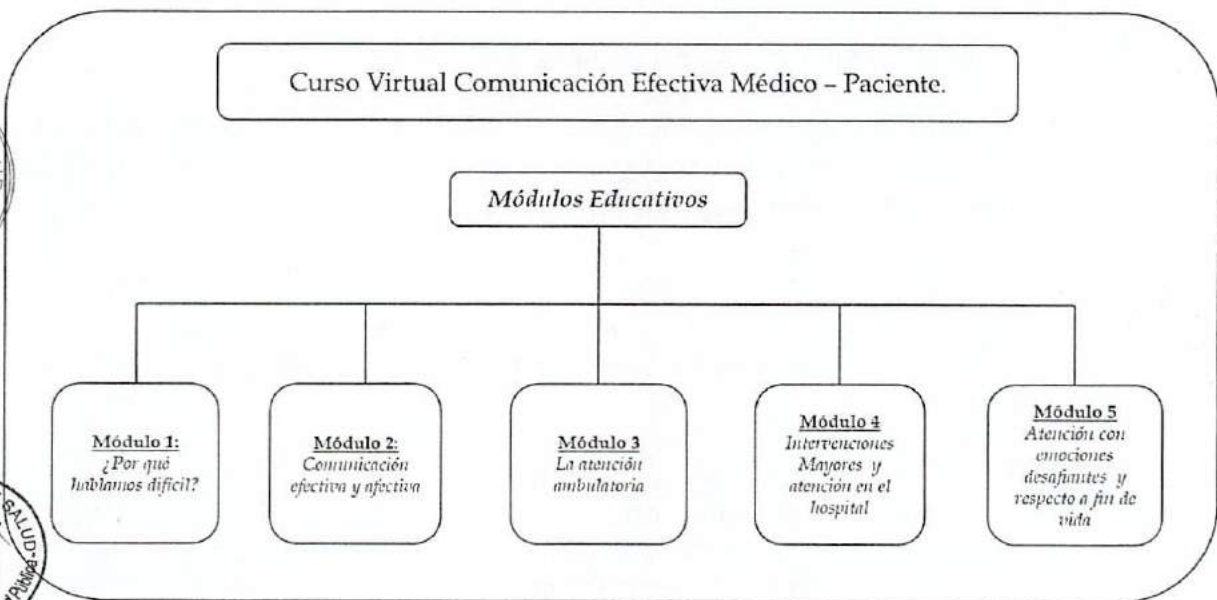 Curso Virtual Comunicación Efectiva Médico – Paciente.
Módulos Educativos
Módulo 1:
¿Por qué
hablamos difícil?
Módulo 2:
Comunicación
efectiva y afectiva
Módulo 3
La atención
ambulatoria
Módulo 4
Intervenciones
Mayores y
atención en el
hospital
Módulo 5
Atención con
emociones
desafiantes y
respecto a fin de
vida
SALUD
Pública